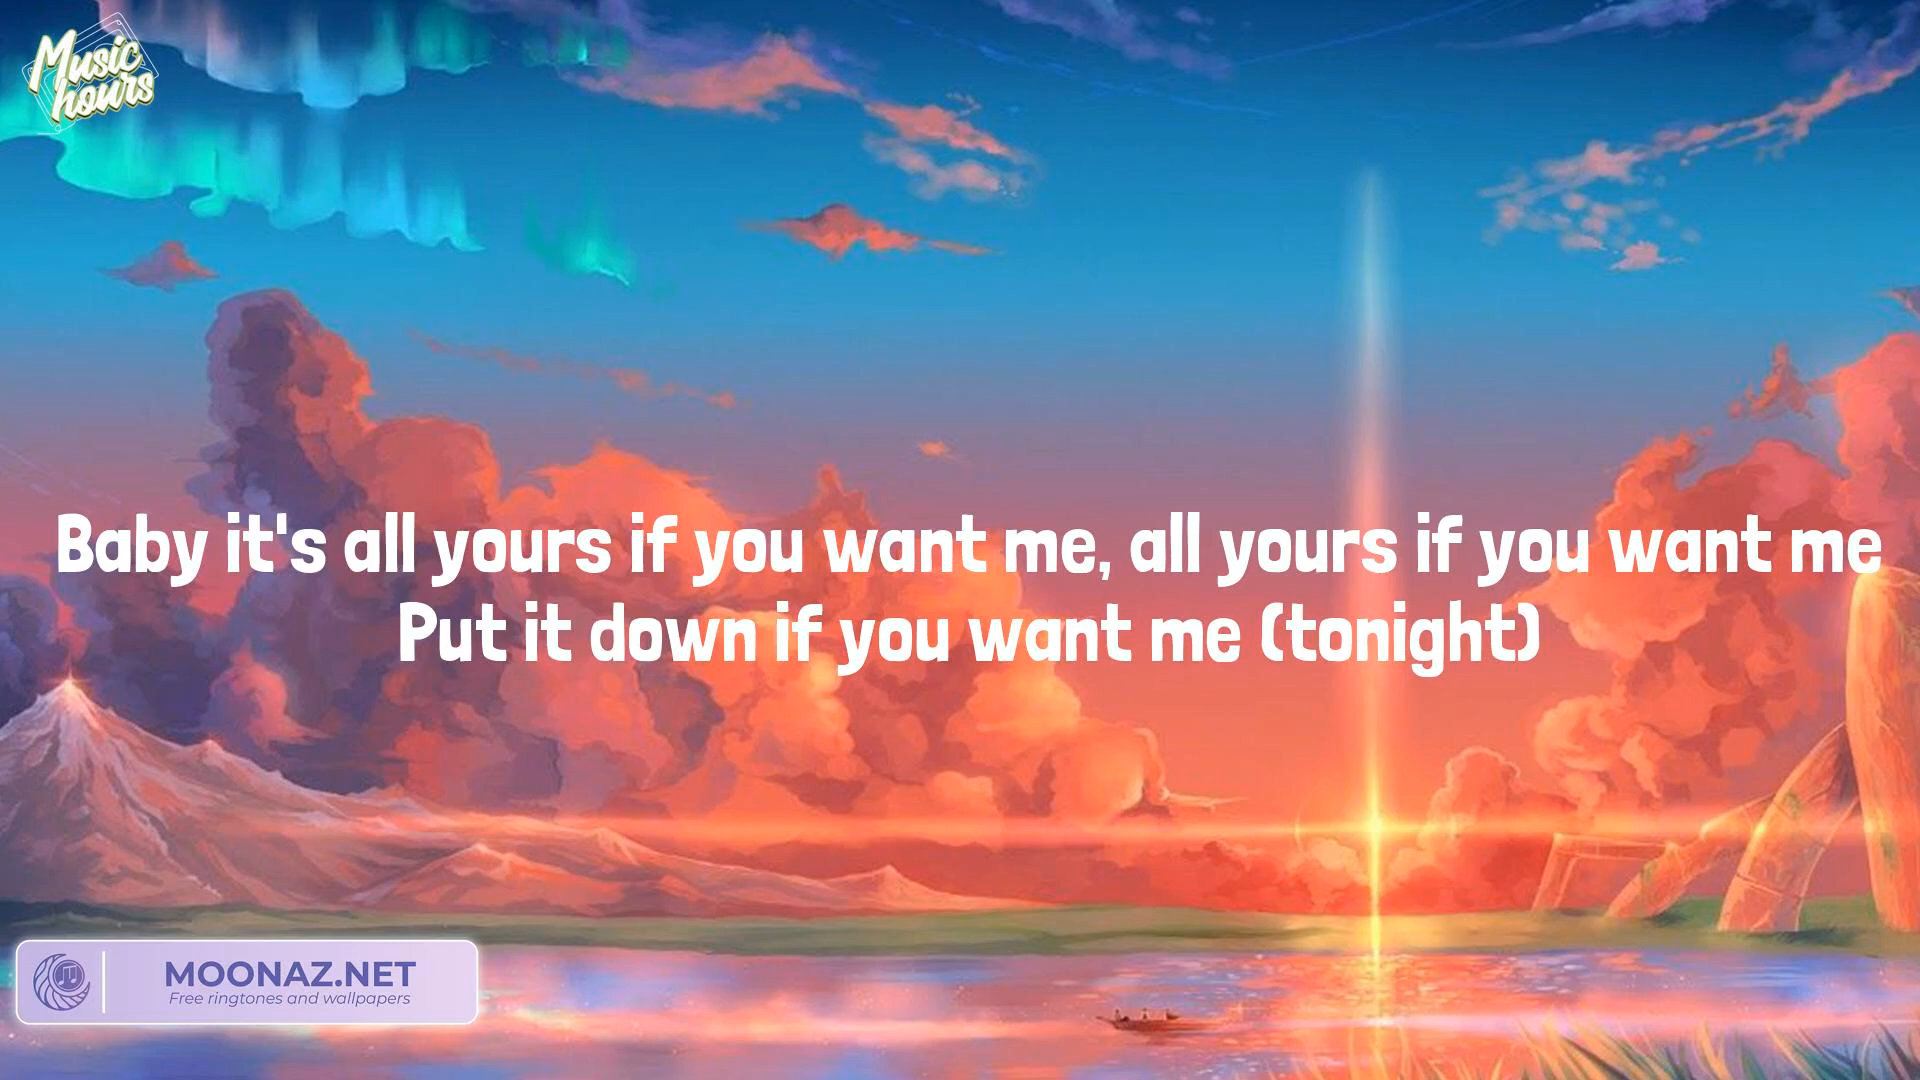 Music
hours
Baby it's all yours if you want me, all yours if you want me
Put it down if you want me (tonight)
MOONAZ.NET
Free ringtones and wallpapers